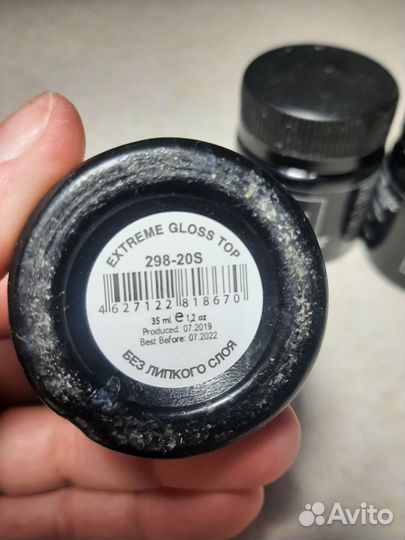 EXTREME GLOSS TOP
298-20S
4 627122 818670
35 ml ℮ 1,2 oz
Produced: 07.2019
Best Before: 07.2022
БЕЗ ЛИПКОГО СЛОЯ
Avito